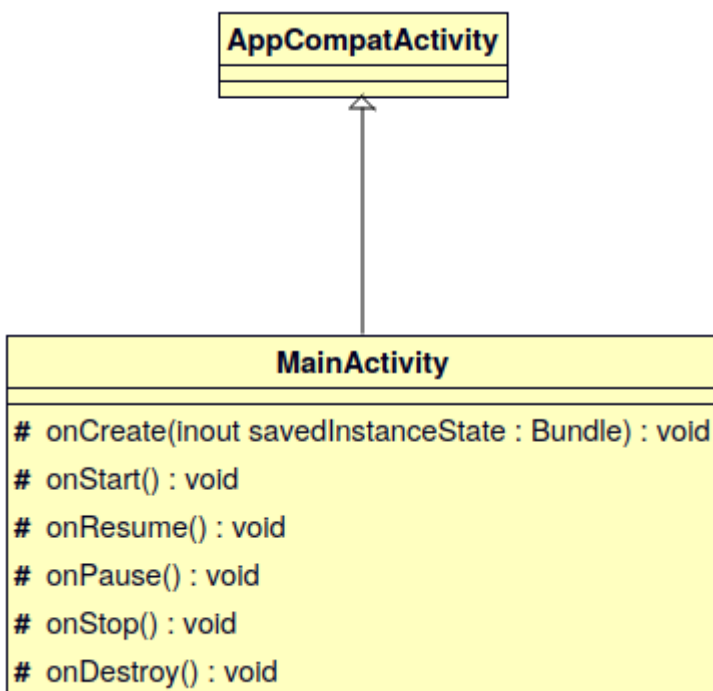 AppCompatActivity
MainActivity
# onCreate(inout savedInstanceState : Bundle) : void
# onStart() : void
# onResume() : void
# onPause() : void
# onStop() : void
# onDestroy() : void